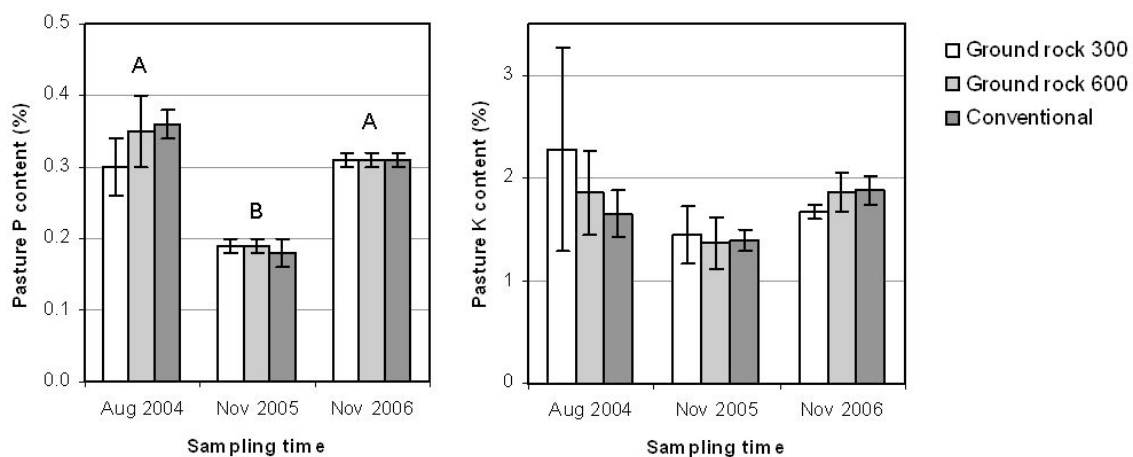 0.5
0.4
0.3
0.2
0.1
0.0
Pasture P content (%)
A
B
A
Aug 2004 Nov 2005 Nov 2006
Sampling time
3
2
1
0
Pasture K content (%)
Aug 2004 Nov 2005 Nov 2006
Sampling time
Ground rock 300
Ground rock 600
Conventional